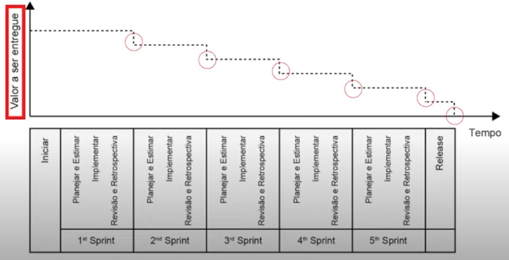 Valor a ser entregue
Tempo
Iniciar
Planejar e Estimar
Implementar
Revisão e Retrospectiva
Planejar e Estimar
Implementar
Revisão e Retrospectiva
Planejar e Estimar
Implementar
Revisão e Retrospectiva
Planejar e Estimar
Implementar
Revisão e Retrospectiva
Planejar e Estimar
Implementar
Revisão e Retrospectiva
Release
1st Sprint
2nd Sprint
3rd Sprint
4th Sprint
5th Sprint